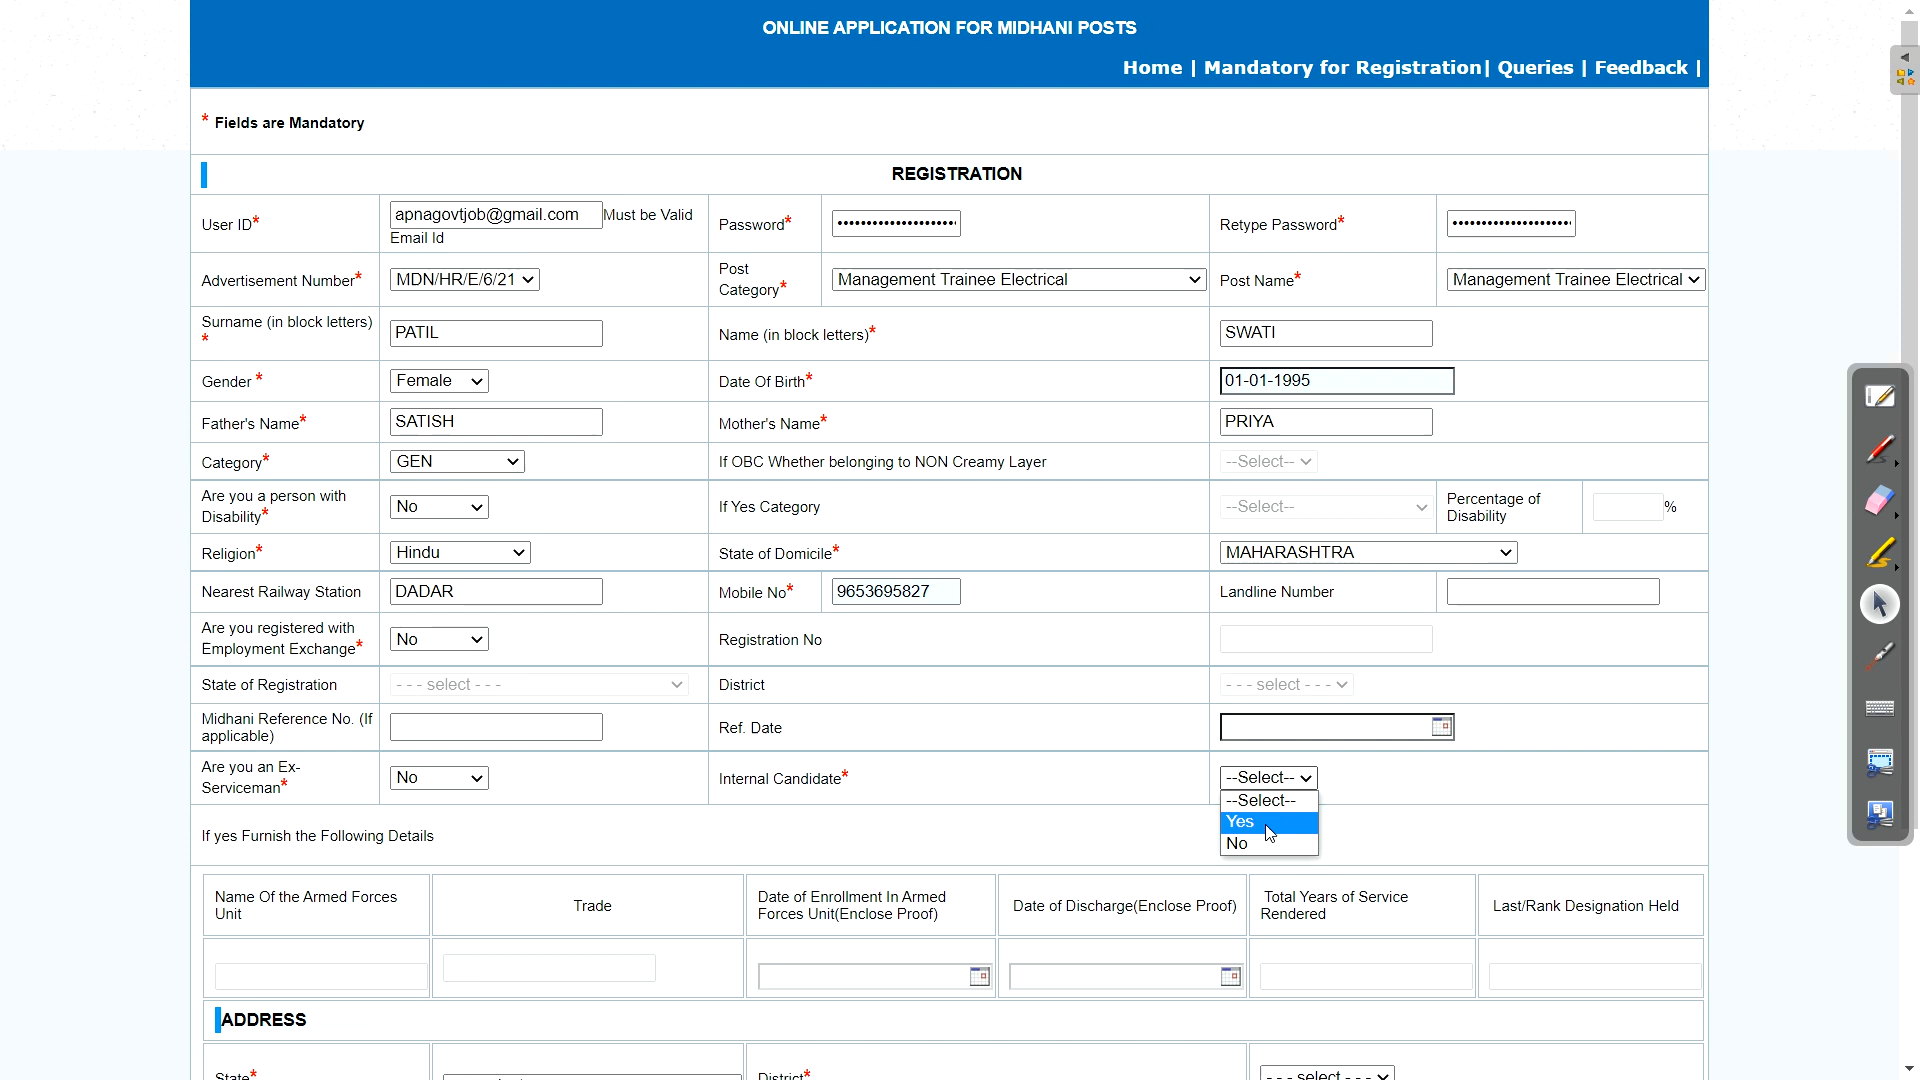 ONLINE APPLICATION FOR MIDHANI POSTS
Home | Mandatory for Registration| Queries | Feedback |
* Fields are Mandatory
REGISTRATION
User ID* apnagovtjob@gmail.com Must be Valid Email Id Password* •••••••••••••••••••• Retype Password* ••••••••••••••••••••
Advertisement Number* MDN/HR/E/6/21 Post Category* Management Trainee Electrical Post Name* Management Trainee Electrical
Surname (in block letters) * PATIL Name (in block letters)* SWATI
Gender * Female Date Of Birth* 01-01-1995
Father's Name* SATISH Mother's Name* PRIYA
Category* GEN If OBC Whether belonging to NON Creamy Layer --Select--
Are you a person with Disability* No If Yes Category --Select-- Percentage of Disability %
Religion* Hindu State of Domicile* MAHARASHTRA
Nearest Railway Station DADAR Mobile No* 9653695827 Landline Number
Are you registered with Employment Exchange* No Registration No
State of Registration - - - select - - - District - - - select - - -
Midhani Reference No. (If applicable) Ref. Date
Are you an Ex-Serviceman* No Internal Candidate* --Select--
--Select--
Yes
No
If yes Furnish the Following Details
Name Of the Armed Forces Unit Trade Date of Enrollment In Armed Forces Unit(Enclose Proof) Date of Discharge(Enclose Proof) Total Years of Service Rendered Last/Rank Designation Held
ADDRESS
State* District* - - - select - - -